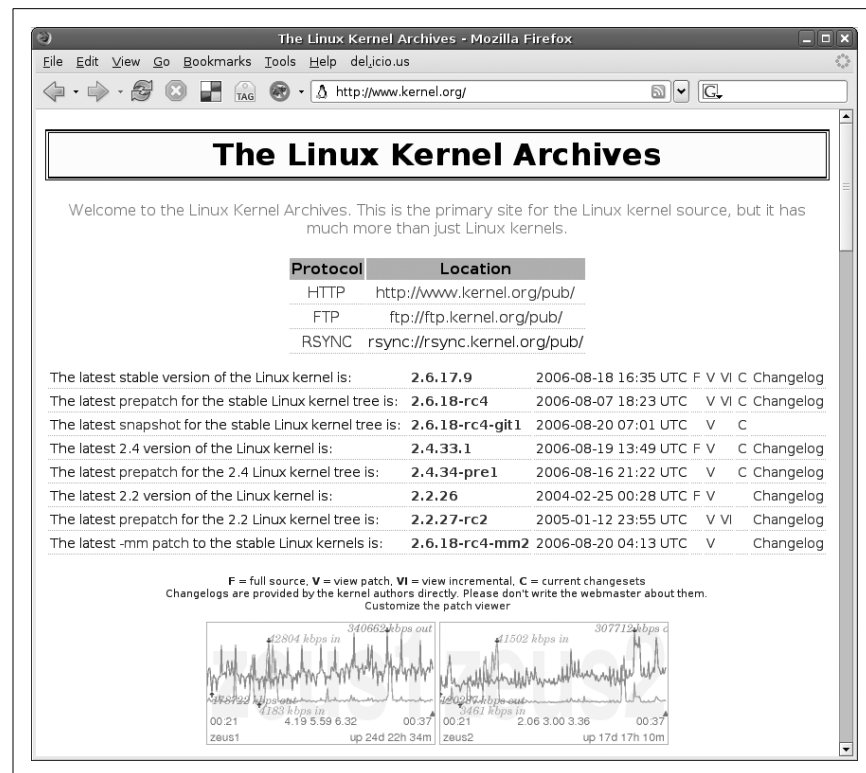 The Linux Kernel Archives - Mozilla Firefox
File Edit View Go Bookmarks Tools Help del.icio.us
TAG http://www.kernel.org/ G
The Linux Kernel Archives
Welcome to the Linux Kernel Archives. This is the primary site for the Linux kernel source, but it has
much more than just Linux kernels.
Protocol Location
HTTP http://www.kernel.org/pub/
FTP ftp://ftp.kernel.org/pub/
RSYNC rsync://rsync.kernel.org/pub/
The latest stable version of the Linux kernel is: 2.6.17.9 2006-08-18 16:35 UTC F V VI C Changelog
The latest prepatch for the stable Linux kernel tree is: 2.6.18-rc4 2006-08-07 18:23 UTC V VI C Changelog
The latest snapshot for the stable Linux kernel tree is: 2.6.18-rc4-git1 2006-08-20 07:01 UTC V C
The latest 2.4 version of the Linux kernel is: 2.4.33.1 2006-08-19 13:49 UTC F V C Changelog
The latest prepatch for the 2.4 Linux kernel tree is: 2.4.34-pre1 2006-08-16 21:22 UTC V C Changelog
The latest 2.2 version of the Linux kernel is: 2.2.26 2004-02-25 00:28 UTC F V Changelog
The latest prepatch for the 2.2 Linux kernel tree is: 2.2.27-rc2 2005-01-12 23:55 UTC V VI Changelog
The latest -mm patch to the stable Linux kernels is: 2.6.18-rc4-mm2 2006-08-20 04:13 UTC V Changelog
F = full source, V = view patch, VI = view incremental, C = current changesets
Changelogs are provided by the kernel authors directly. Please don't write the webmaster about them.
Customize the patch viewer
340662 kbps out 307712 kbps o
42804 kbps in 41502 kbps in
zeus1 zeus2
178722 kbps out kbps out
4183 kbps in 3461 kbps in
00:21 4.19 5.59 6.32 00:37 00:21 2.06 3.00 3.36 00:37
zeus1 up 24d 22h 34m zeus2 up 17d 17h 10m